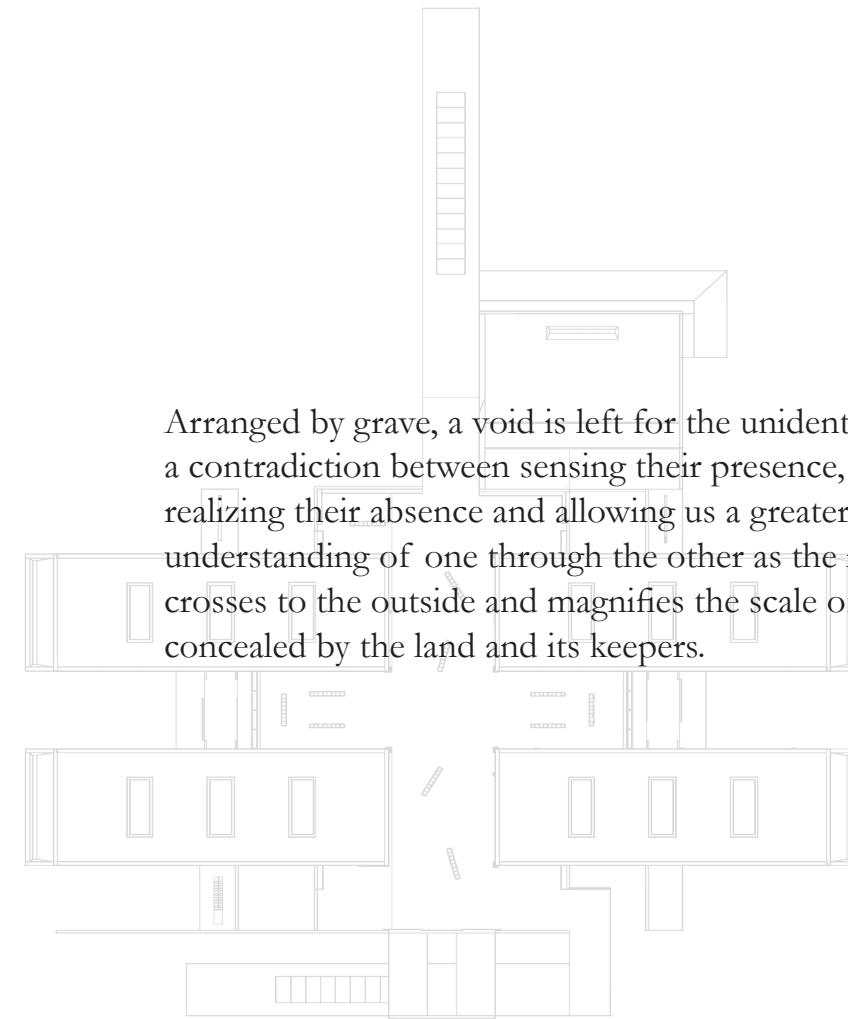 Arranged by grave, a void is left for the
a contradiction between sensing their presence,
realizing their absence and allowing us a greater
understanding of one through the other as the
crosses to the outside and magnifies the scale
concealed by the land and its keepers.